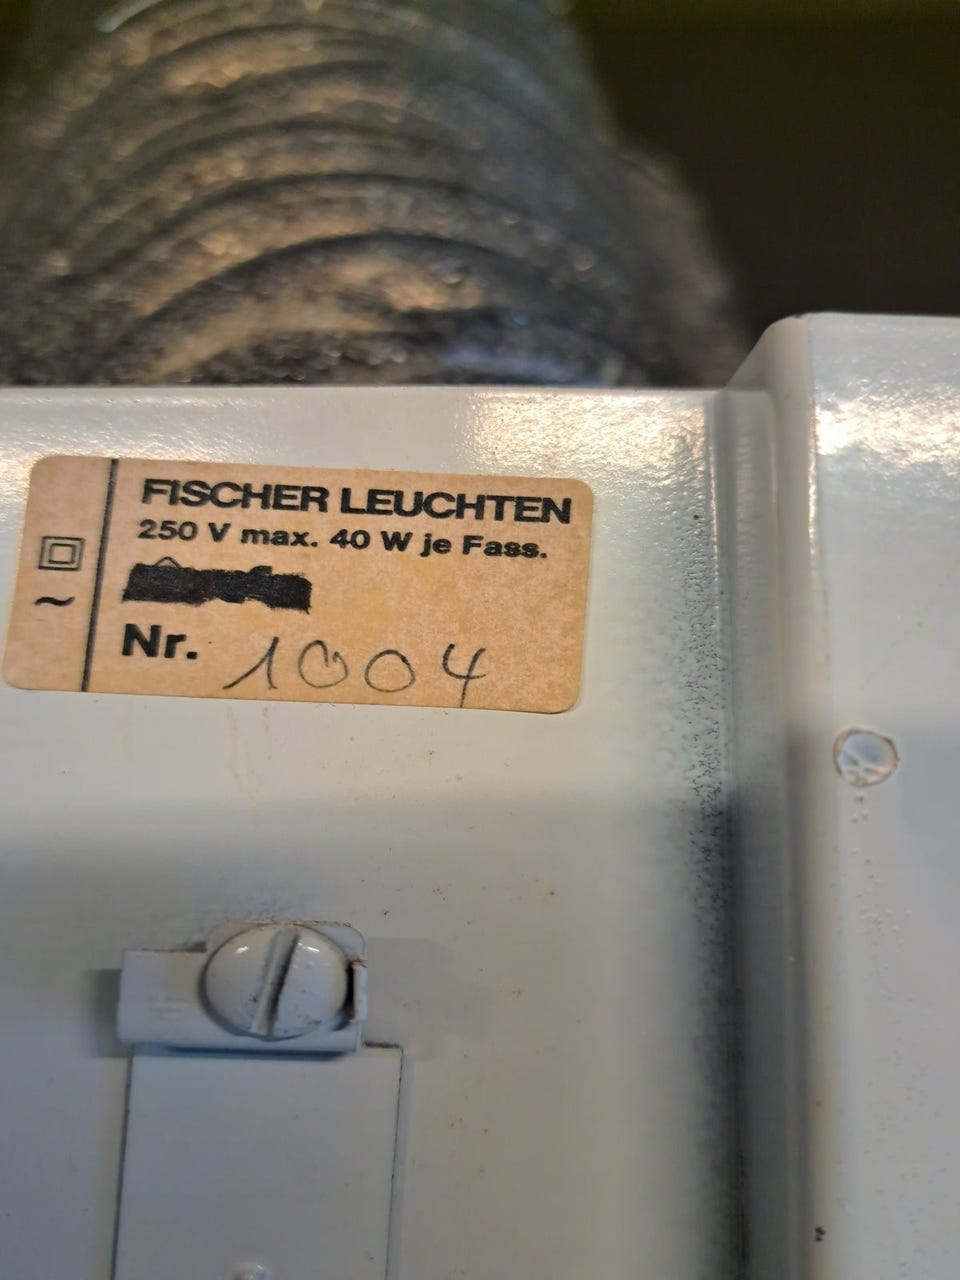 FISCHER LEUCHTEN
250 V max. 40 W je Fass.
~
Nr. 1004